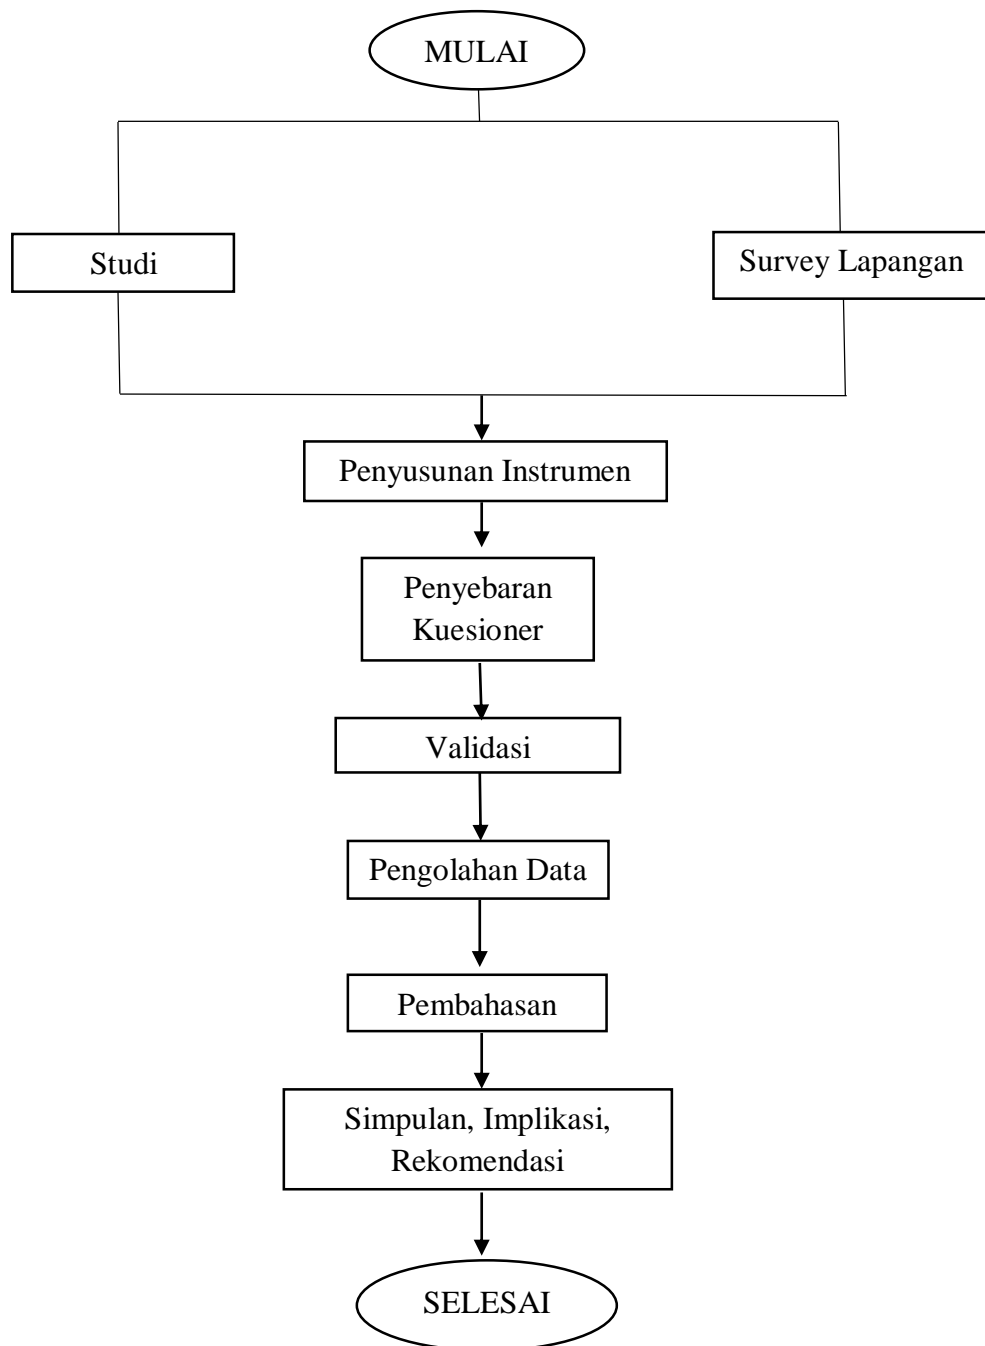 MULAI
Studi
Survey Lapangan
Penyusunan Instrumen
Penyebaran
Kuesioner
Validasi
Pengolahan Data
Pembahasan
Simpulan, Implikasi,
Rekomendasi
SELESAI